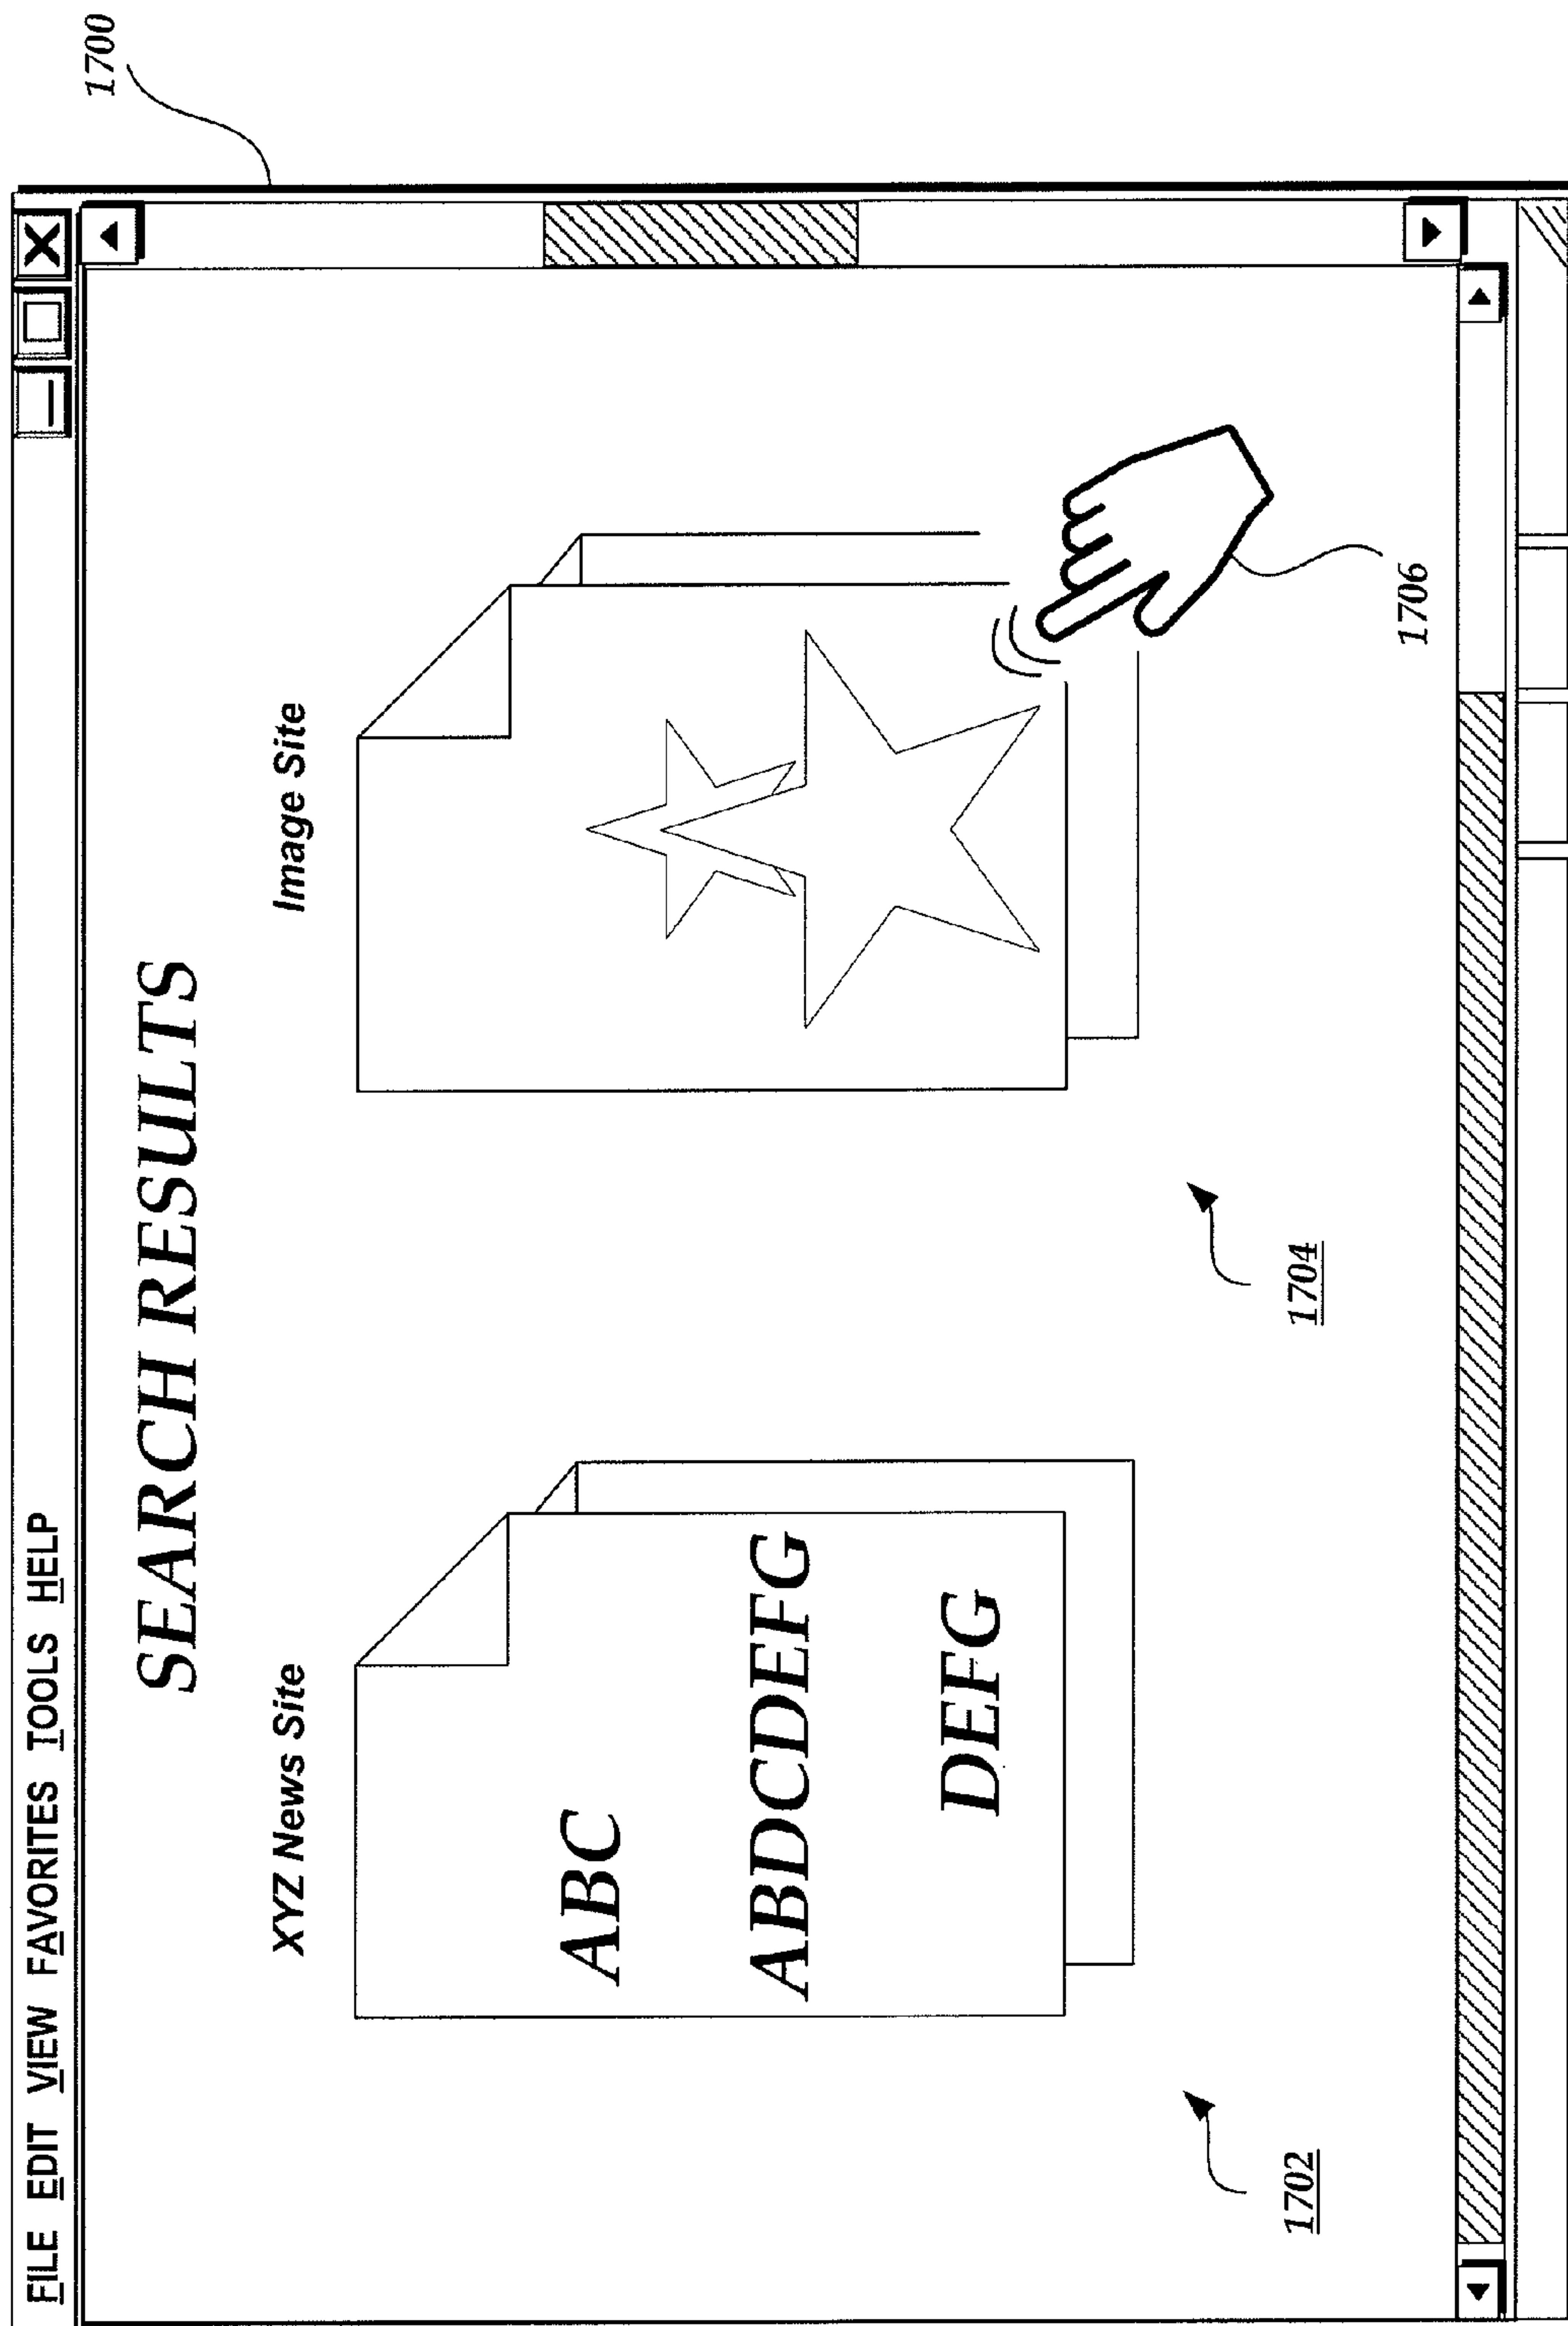 1700
FILE EDIT VIEW FAVORITES TOOLS HELP
SEARCH RESULTS
XYZ News Site
Image Site
ABC
ABDCDEFG
DEFG
1702
1704
1706